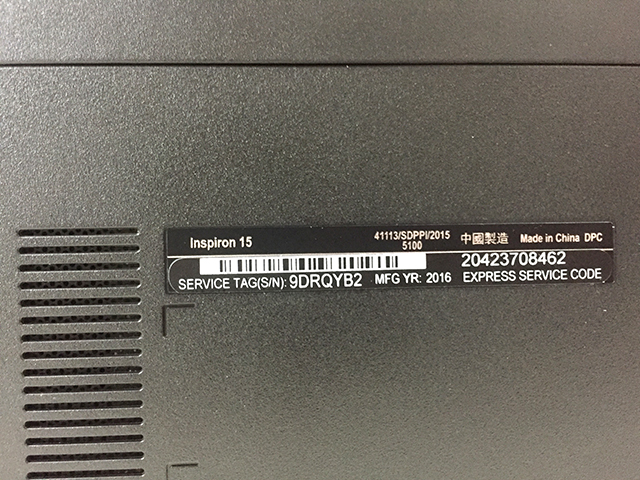 Inspiron 15
41113/SDPPI/2015
5100
中國製造 Made in China DPC
20423708462
SERVICE TAG(S/N): 9DRQYB2 MFG YR: 2016 EXPRESS SERVICE CODE